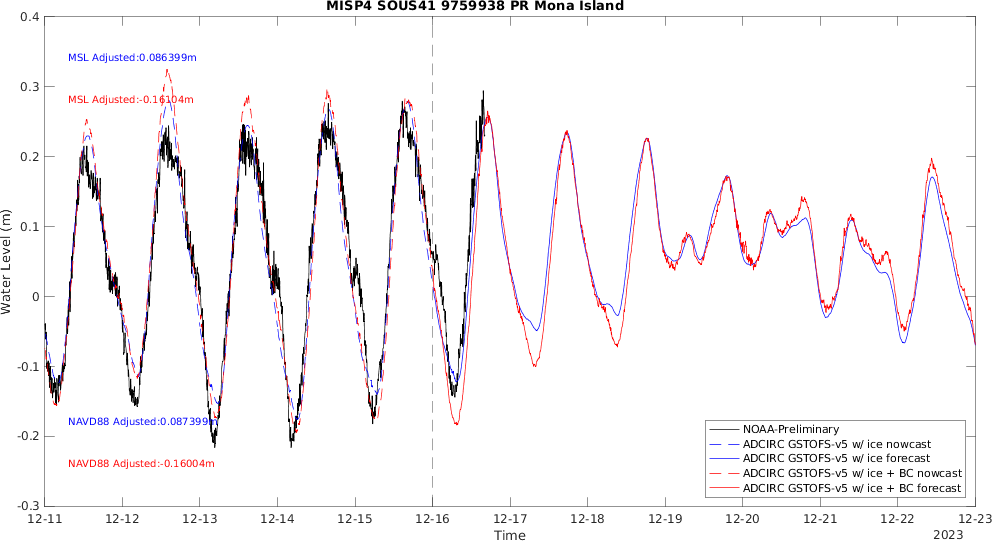 MISP4 SOUS41 9759938 PR Mona Island
0.4
0.3
0.2
0.1
0
-0.1
-0.2
-0.3
Water Level (m)
MSL Adjusted:0.086399m
MSL Adjusted:-0.16104m
NAVD88 Adjusted:0.087399m
NAVD88 Adjusted:-0.16004m
NOAA-Preliminary
ADCIRC GSTOFS-v5 w/ ice nowcast
ADCIRC GSTOFS-v5 w/ ice forecast
ADCIRC GSTOFS-v5 w/ ice + BC nowcast
ADCIRC GSTOFS-v5 w/ ice + BC forecast
12-11 12-12 12-13 12-14 12-15 12-16 12-17 12-18 12-19 12-20 12-21 12-22 12-23
Time
2023